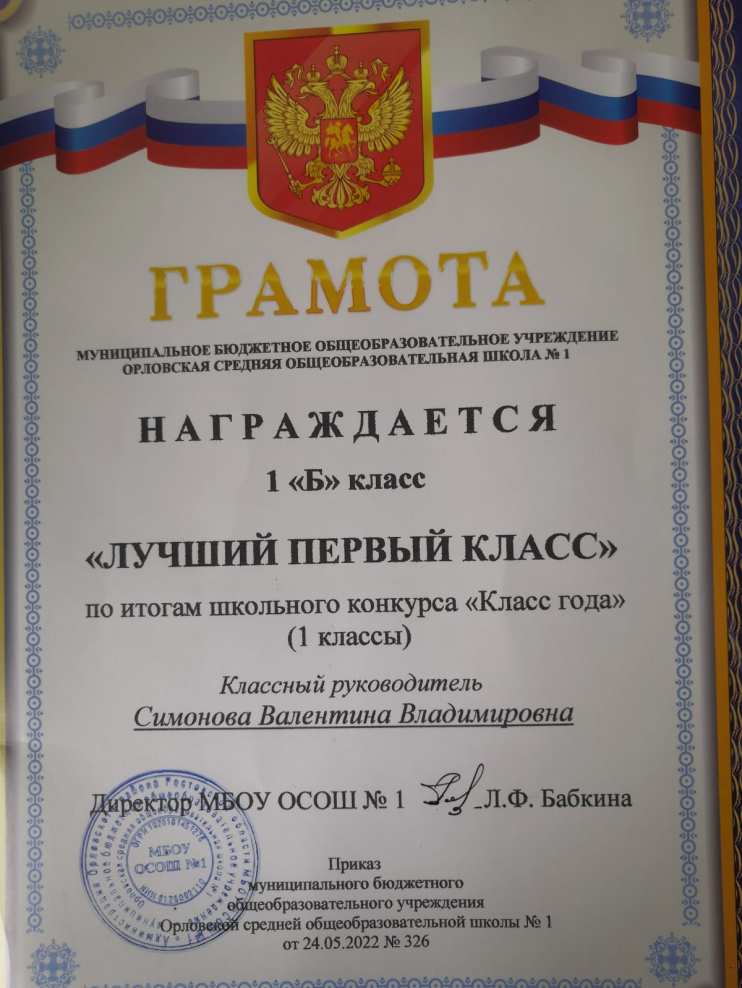 ГРАМОТА
МУНИЦИПАЛЬНОЕ БЮДЖЕТНОЕ ОБЩЕОБРАЗОВАТЕЛЬНОЕ УЧРЕЖДЕНИЕ
ОРЛОВСКАЯ СРЕДНЯЯ ОБЩЕОБРАЗОВАТЕЛЬНАЯ ШКОЛА № 1
НАГРАЖДАЕТСЯ
1 «Б» класс
«ЛУЧШИЙ ПЕРВЫЙ КЛАСС»
по итогам школьного конкурса «Класс года»
(1 классы)
Классный руководитель
Симонова Валентина Владимировна
Директор МБОУ ОСОШ № 1 Л.Ф. Бабкина
МБОУ
ОСОШ №1
Приказ
муниципального бюджетного
общеобразовательного учреждения
Орловской средней общеобразовательной школы № 1
от 24.05.2022 № 326